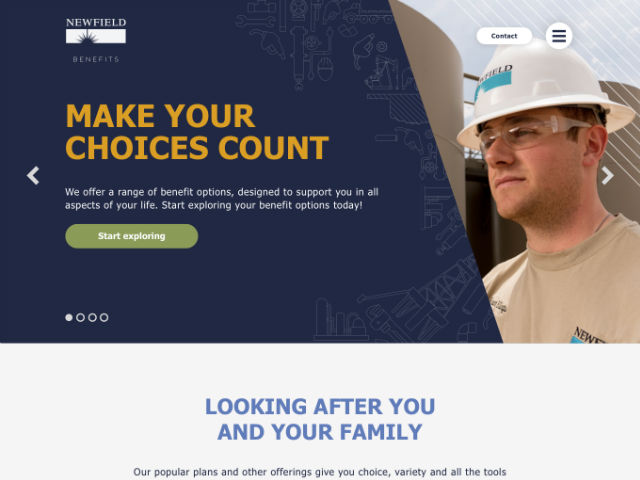 NEWFIELD
BENEFITS
Contact
NEWFIELD
MAKE YOUR
CHOICES COUNT
We offer a range of benefit options, designed to support you in all
aspects of your life. Start exploring your benefit options today!
Start exploring
LOOKING AFTER YOU
AND YOUR FAMILY
Our popular plans and other offerings give you choice, variety and all the tools